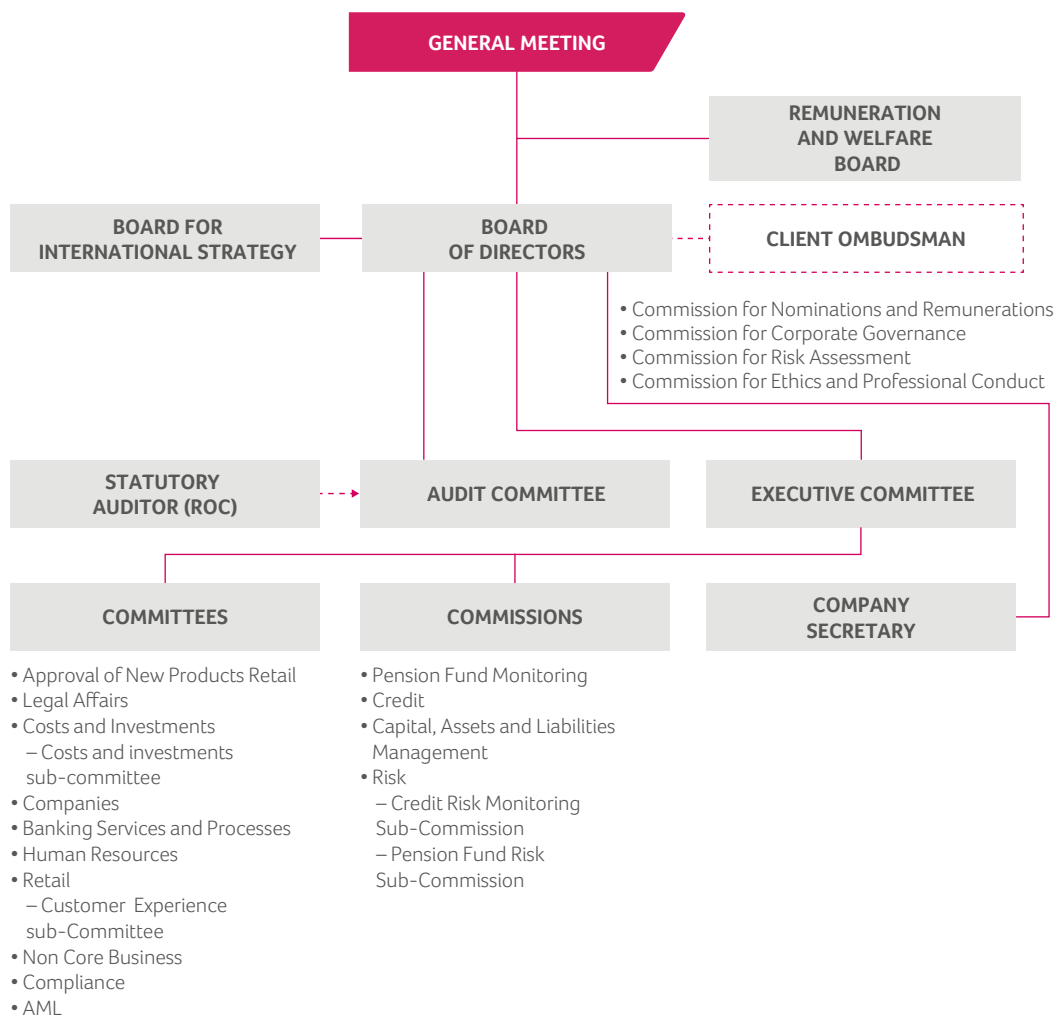 GENERAL MEETING
REMUNERATION
AND WELFARE
BOARD
BOARD FOR
INTERNATIONAL STRATEGY
BOARD
OF DIRECTORS
CLIENT OMBUDSMAN
• Commission for Nominations and Remunerations
• Commission for Corporate Governance
• Commission for Risk Assessment
• Commission for Ethics and Professional Conduct
STATUTORY
AUDITOR (ROC)
AUDIT COMMITTEE
EXECUTIVE COMMITTEE
COMMITTEES
COMMISSIONS
COMPANY
SECRETARY
• Approval of New Products Retail
• Legal Affairs
• Costs and Investments
– Costs and investments
sub-committee
• Companies
• Banking Services and Processes
• Human Resources
• Retail
– Customer Experience
sub-Committee
• Non Core Business
• Compliance
• AML
• Pension Fund Monitoring
• Credit
• Capital, Assets and Liabilities
Management
• Risk
– Credit Risk Monitoring
Sub-Commission
– Pension Fund Risk
Sub-Commission